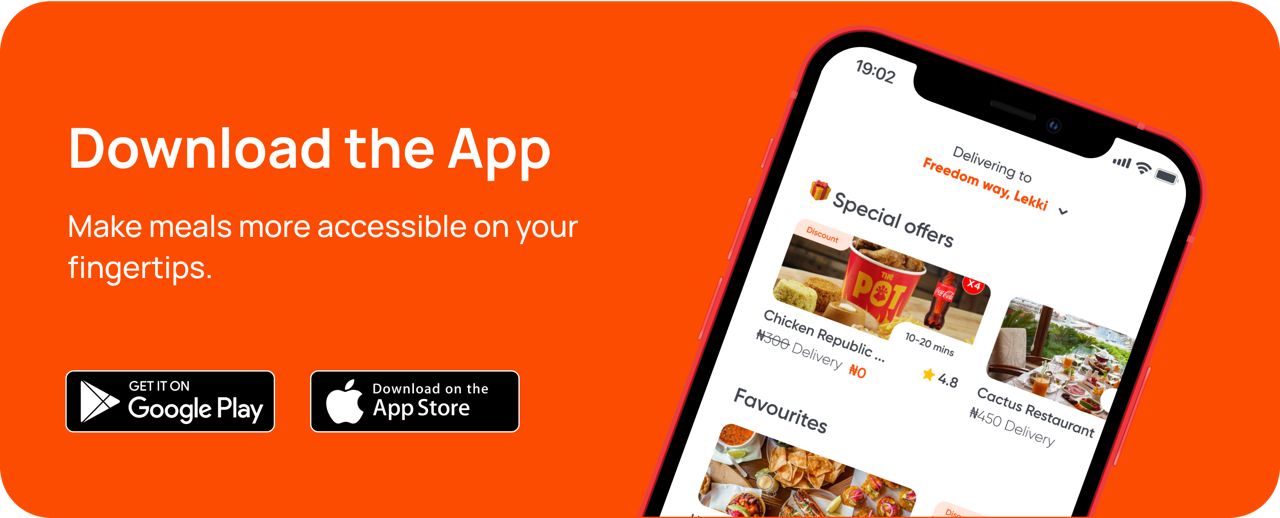 Download the App
Make meals more accessible on your
fingertips.
GET IT ON
Google Play
Download on the
App Store
19:02
Delivering to
Freedom way, Lekki
Special offers
Discount
THE
POT
Coca-Cola
X4
Chicken Republic ...
₦300 Delivery ₦0
10-20 mins
4.8
Cactus Restaurant
₦450 Delivery
Favourites